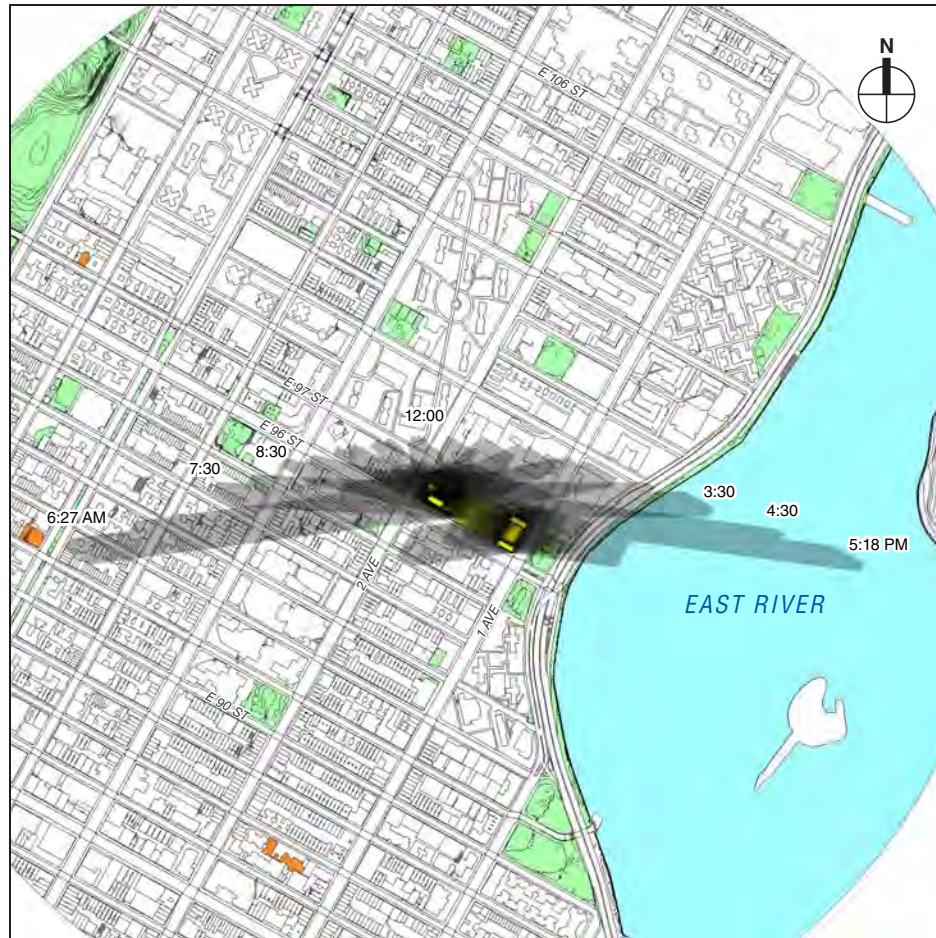 N
E 106 ST
E 97 ST
12:00
E 96 ST
8:30
7:30
3:30
4:30
6:27 AM
5:18 PM
2 AVE
EAST RIVER
1 AVE
E 90 ST